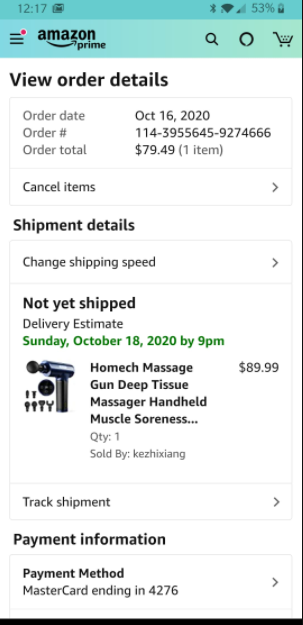 12:17 53%
amazon
prime
View order details
Order date Oct 16, 2020
Order # 114-3955645-9274666
Order total $79.49 (1 item)
Cancel items
Shipment details
Change shipping speed
Not yet shipped
Delivery Estimate
Sunday, October 18, 2020 by 9pm
Homech Massage $89.99
Gun Deep Tissue
Massager Handheld
Muscle Soreness...
Qty: 1
Sold By: kezhixiang
Track shipment
Payment information
Payment Method
MasterCard ending in 4276